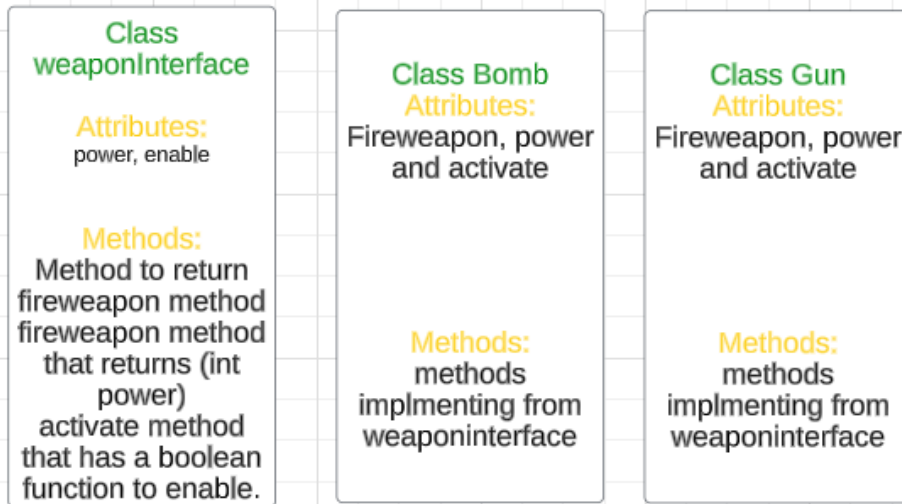 Class
weaponInterface
Attributes:
power, enable
Methods:
Method to return
fireweapon method
fireweapon method
that returns (int
power)
activate method
that has a boolean
function to enable.
Class Bomb
Attributes:
Fireweapon, power
and activate
Methods:
methods
implmenting from
weaponinterface
Class Gun
Attributes:
Fireweapon, power
and activate
Methods:
methods
implmenting from
weaponinterface